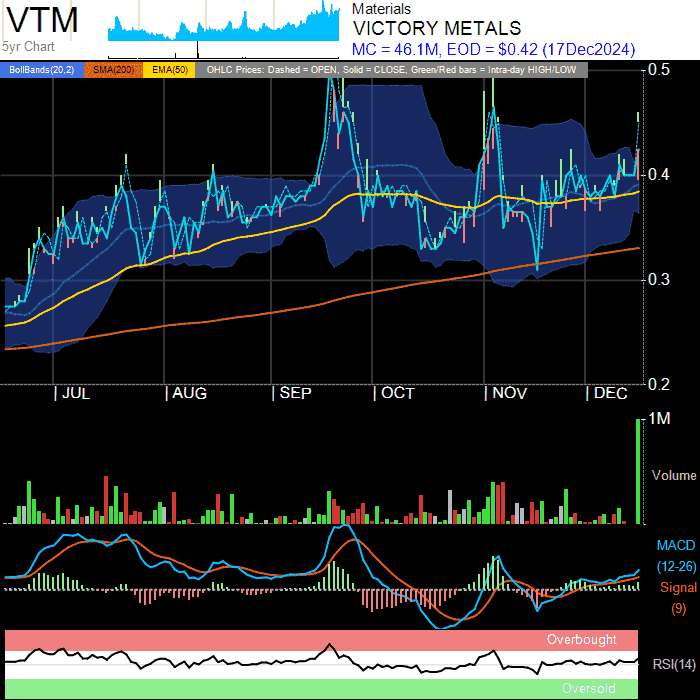 VTM
5yr Chart
Materials
VICTORY METALS
MC = 46.1M, EOD = $0.42 (17Dec2024)
BollBands(20,2) SMA(200) EMA(50) OHLC Prices: Dashed = OPEN, Solid = CLOSE, Green/Red bars = Intra-day HIGH/LOW
0.5
0.4
0.3
0.2
JUL AUG SEP OCT NOV DEC
1M
Volume
MACD
(12-26)
Signal
(9)
Overbought
RSI(14)
Oversold